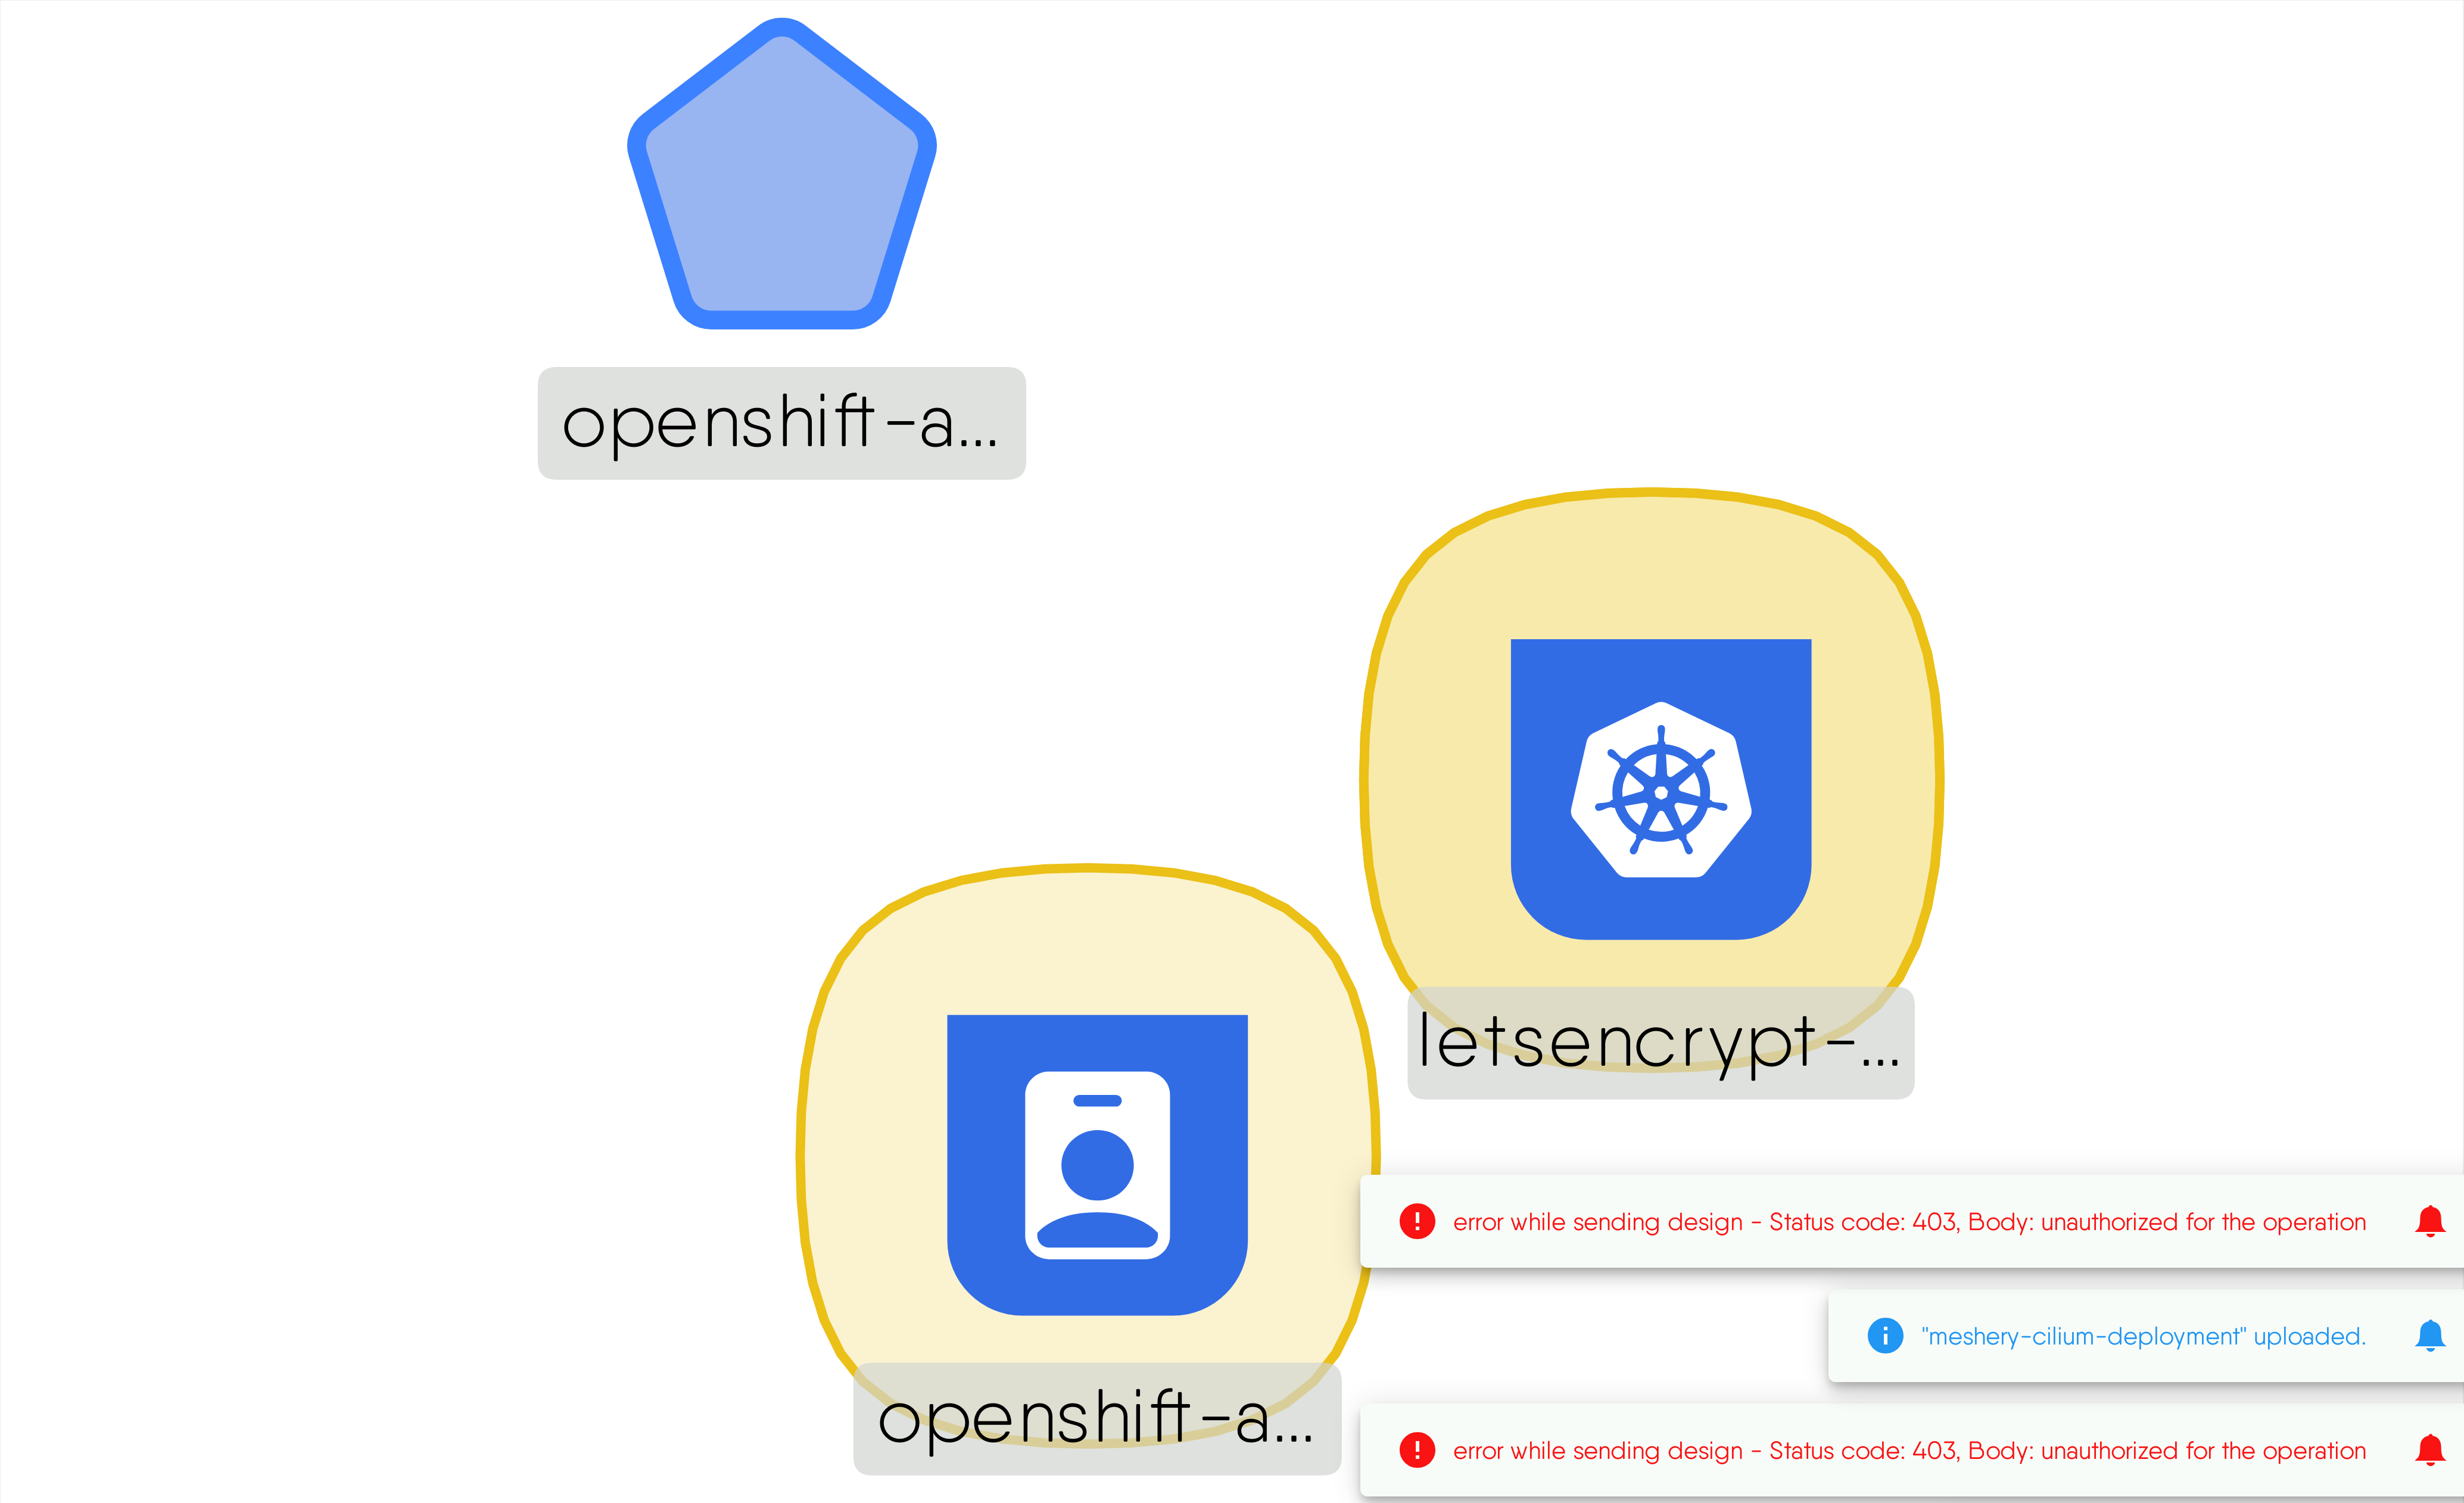 openshift-a...
letsencrypt-...
openshift-a...
error while sending design - Status code: 403, Body: unauthorized for the operation
"meshery-cilium-deployment" uploaded.
error while sending design - Status code: 403, Body: unauthorized for the operation